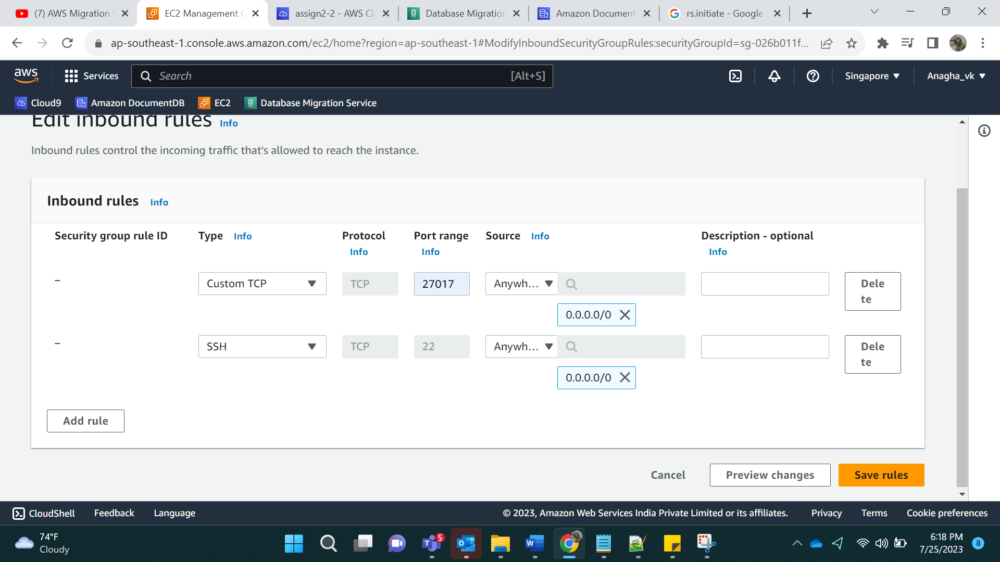 (7) AWS Migration
EC2 Management C
assign2-2 - AWS Cl
Database Migration
Amazon Document
rs.initiate - Google
ap-southeast-1.console.aws.amazon.com/ec2/home?region=ap-southeast-1#ModifyInboundSecurityGroupRules:securityGroupId=sg-026b011f...
aws
Services
Search
[Alt+S]
Singapore
Anagha_vk
Cloud9
Amazon DocumentDB
EC2
Database Migration Service
Edit inbound rules Info
Inbound rules control the incoming traffic that's allowed to reach the instance.
Inbound rules Info
Security group rule ID
Type Info
Protocol Info
Port range Info
Source Info
Description - optional Info
–
Custom TCP
TCP
27017
Anywh...
0.0.0.0/0
Dele
te
–
SSH
TCP
22
Anywh...
0.0.0.0/0
Dele
te
Add rule
Cancel
Preview changes
Save rules
CloudShell
Feedback
Language
© 2023, Amazon Web Services India Private Limited or its affiliates.
Privacy
Terms
Cookie preferences
74°F
Cloudy
5
6:18 PM
7/25/2023
8